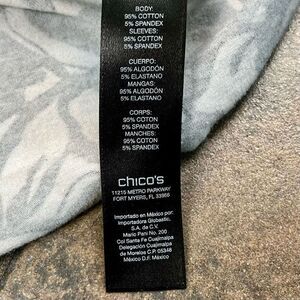 BODY:
95% COTTON
5% SPANDEX
SLEEVES:
95% COTTON
5% SPANDEX
CUERPO:
95% ALGODÓN
5% ELASTANO
MANGAS:
95% ALGODÓN
5% ELASTANO
CORPS:
95% COTON
5% SPANDEX
MANCHES:
95% COTON
5% SPANDEX
chico's
11215 METRO PARKWAY
FORT MYERS, FL 33966
Importado en México por:
Importadora Globastic,
S.A. de C.V.
Mario Pani No. 200
Col Santa Fe Cuajimalpa
Delegación Cuajimalpa
de Morelos C.P. 05348
México D.F. México